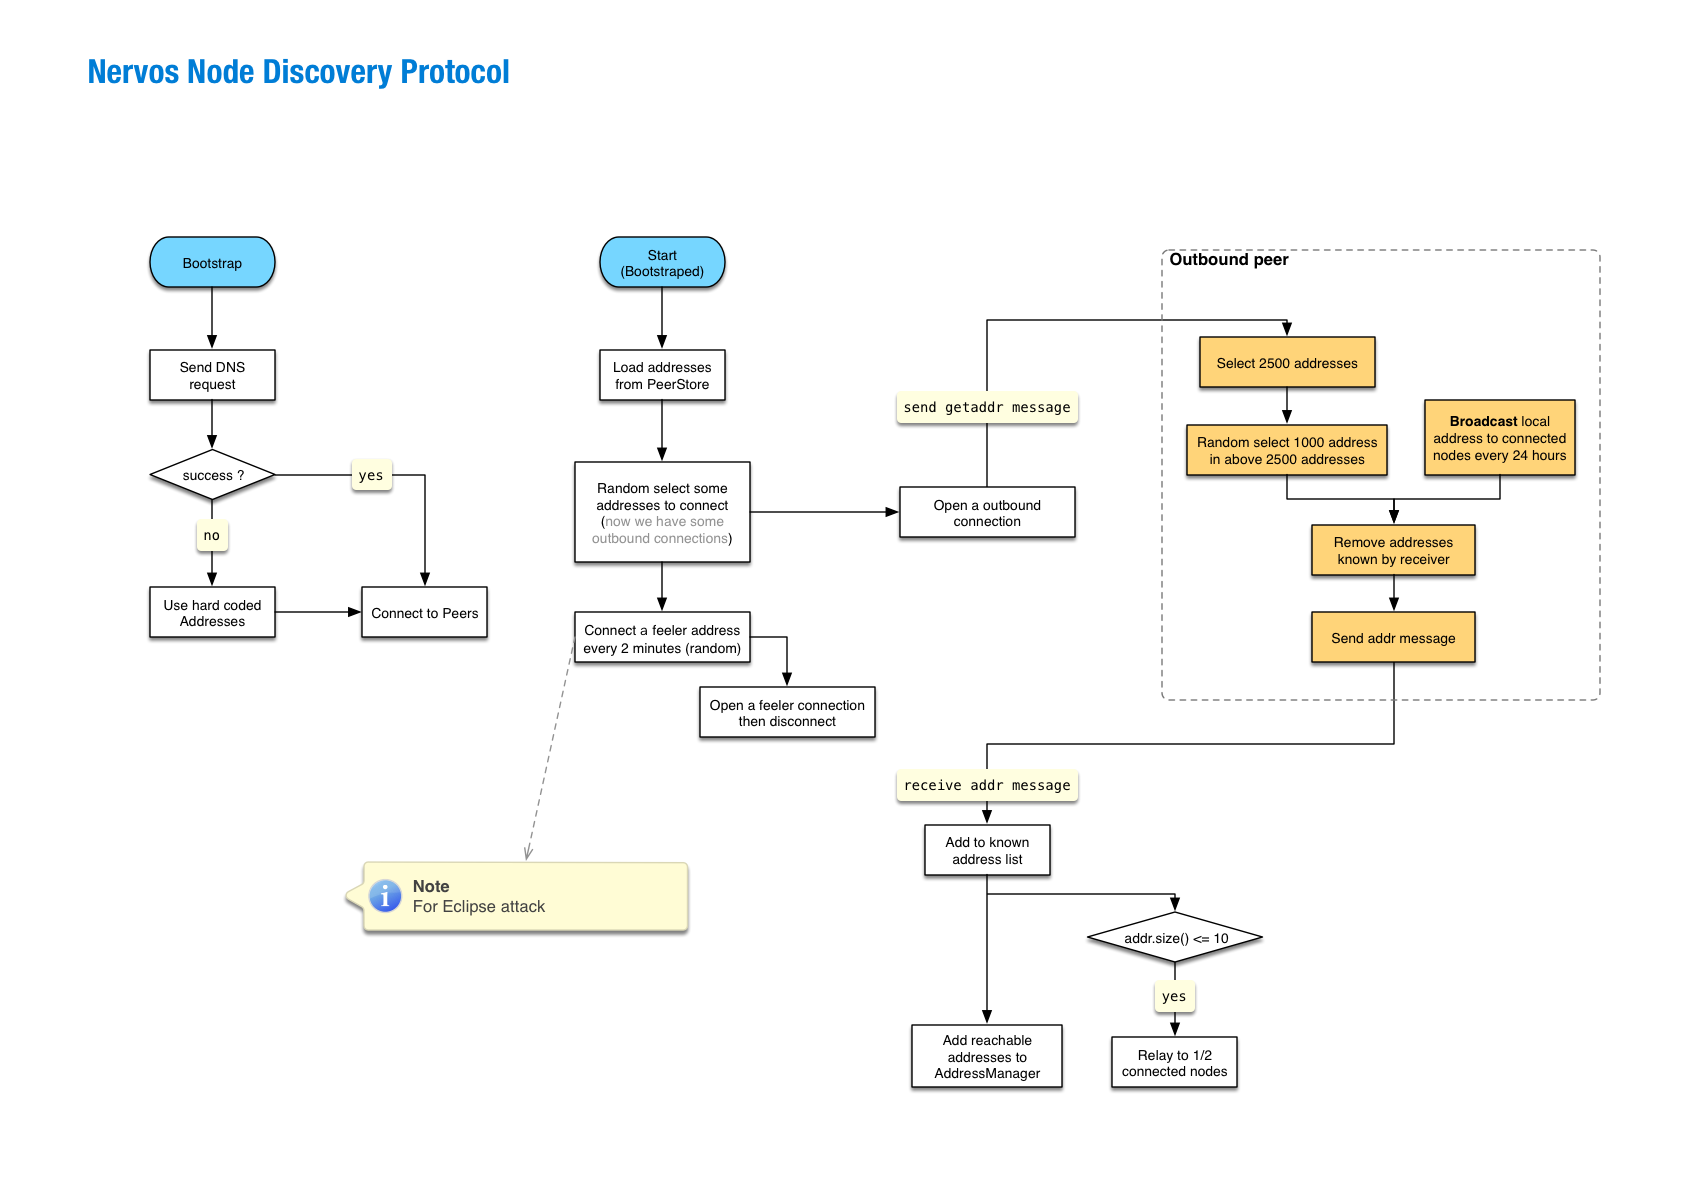 Nervos Node Discovery Protocol
Bootstrap
Send DNS
request
success ?
yes
no
Use hard coded
Addresses
Connect to Peers
Start
(Bootstraped)
Load addresses
from PeerStore
Random select some
addresses to connect
(now we have some
outbound connections)
Connect a feeler address
every 2 minutes (random)
Open a feeler connection
then disconnect
Note
For Eclipse attack
Open a outbound
connection
send getaddr message
Outbound peer
Select 2500 addresses
Random select 1000 address
in above 2500 addresses
Broadcast local
address to connected
nodes every 24 hours
Remove addresses
known by receiver
Send addr message
receive addr message
Add to known
address list
addr.size() <= 10
yes
Add reachable
addresses to
AddressManager
Relay to 1/2
connected nodes